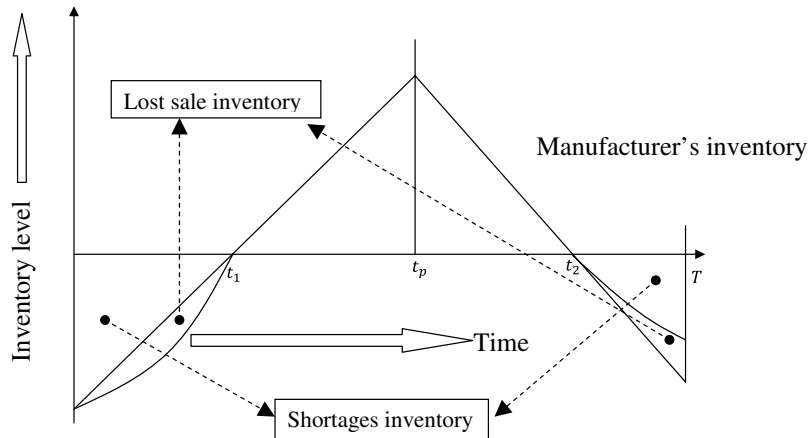 Lost sale inventory
Manufacturer's inventory
Inventory level
t₁
tₚ
t₂
T
Time
Shortages inventory